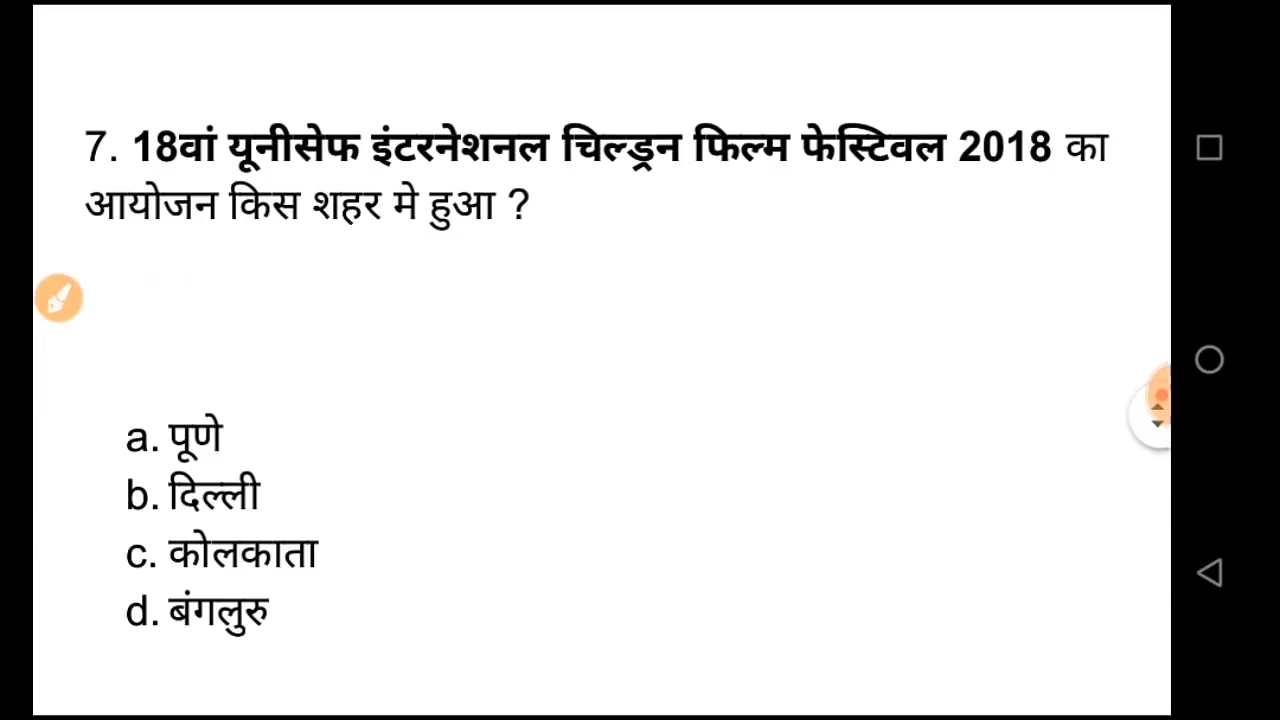 7. 18वां यूनीसेफ इंटरनेशनल चिल्ड्रन फिल्म फेस्टिवल 2018 का
आयोजन किस शहर मे हुआ ?
a. पूणे
b. दिल्ली
c. कोलकाता
d. बंगलुरु